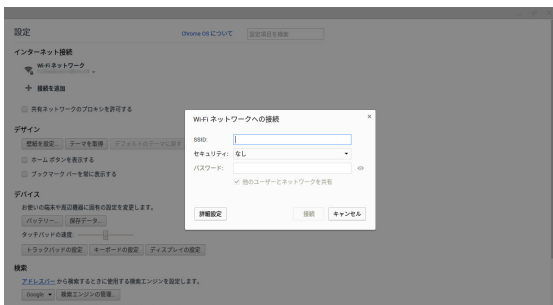 設定
Chrome OS について
設定項目を検索
インターネット接続
Wi-Fi ネットワーク
接続を追加
共有ネットワークのプロキシを許可する
デザイン
壁紙を設定... テーマを取得 デフォルトのテーマに戻す
ホーム ボタンを表示する
ブックマーク バーを常に表示する
デバイス
お使いの端末や周辺機器に固有の設定を変更します。
バッテリー... 保存データ...
タッチパッドの速度:
トラックパッドの設定 キーボードの設定 ディスプレイの設定
検索
アドレスバー から検索するときに使用する検索エンジンを設定します。
Google 検索エンジンの管理...
Wi-Fi ネットワークへの接続
SSID:
セキュリティ: なし
パスワード:
他のユーザーとネットワークを共有
詳細設定 接続 キャンセル